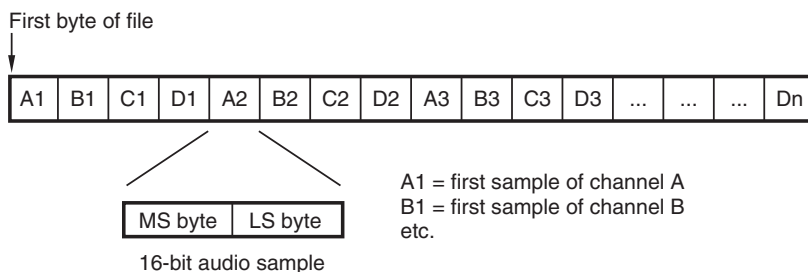 First byte of file
A1 B1 C1 D1 A2 B2 C2 D2 A3 B3 C3 D3 ... ... ... Dn
MS byte LS byte
16-bit audio sample
A1 = first sample of channel A
B1 = first sample of channel B
etc.